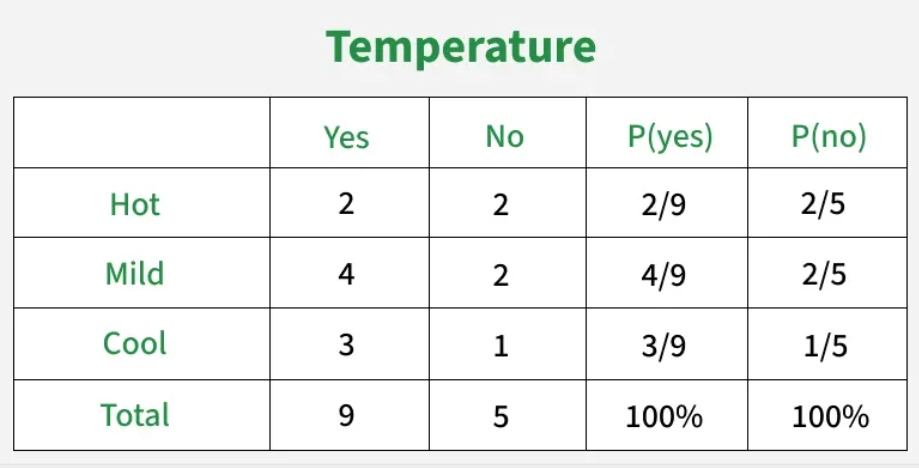 Temperature
Yes No P(yes) P(no)
Hot 2 2 2/9 2/5
Mild 4 2 4/9 2/5
Cool 3 1 3/9 1/5
Total 9 5 100% 100%